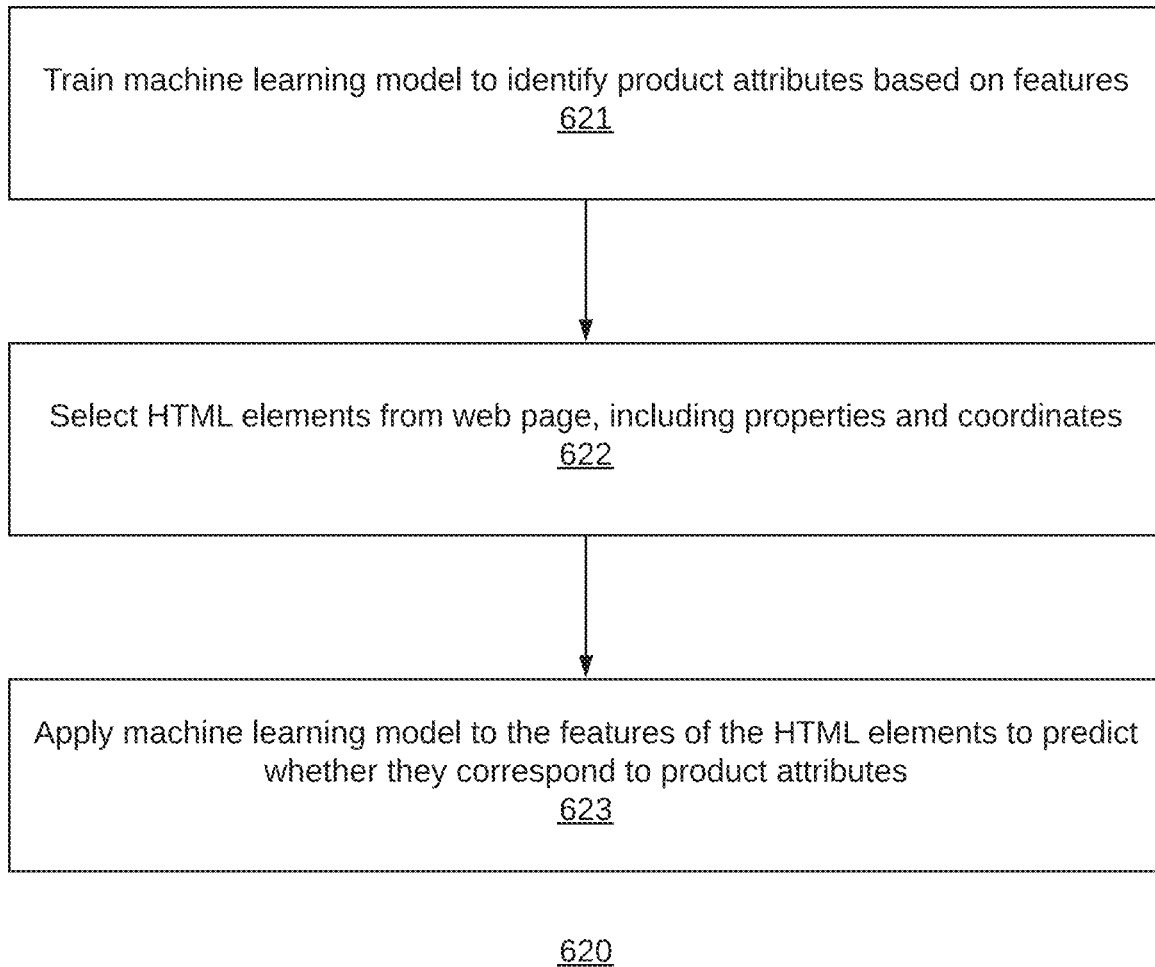 Train machine learning model to identify product attributes based on features
621
Select HTML elements from web page, including properties and coordinates
622
Apply machine learning model to the features of the HTML elements to predict
whether they correspond to product attributes
623
620